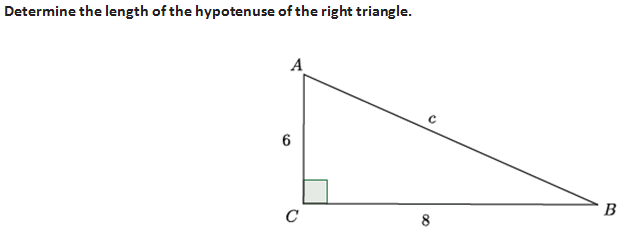 Determine the length of the hypotenuse of the right triangle.
A
c
6
C
8
B